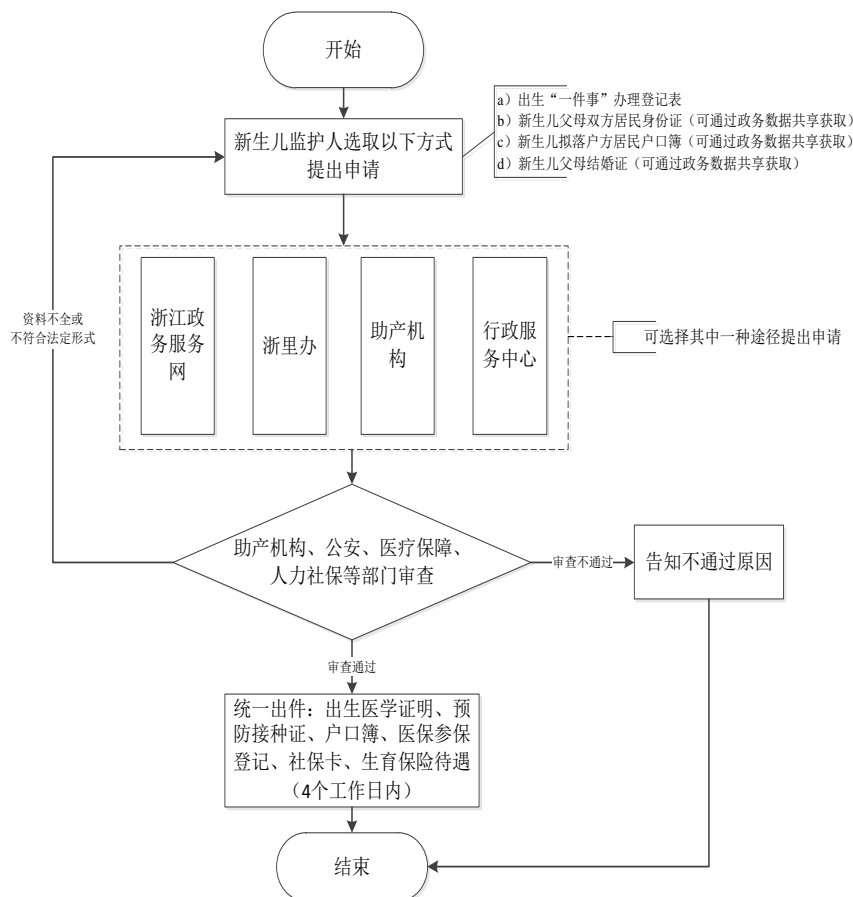 开始
新生儿监护人选取以下方式
提出申请
a）出生“一件事”办理登记表
b）新生儿父母双方居民身份证（可通过政务数据共享获取）
c）新生儿拟落户方居民户口簿（可通过政务数据共享获取）
d）新生儿父母结婚证（可通过政务数据共享获取）
资料不全或
不符合法定形式
浙江政
务服务
网
浙里办
助产机
构
行政服
务中心
可选择其中一种途径提出申请
助产机构、公安、医疗保障、
人力社保等部门审查
审查不通过
告知不通过原因
审查通过
统一出件：出生医学证明、预
防接种证、户口簿、医保参保
登记、社保卡、生育保险待遇
（4个工作日内）
结束